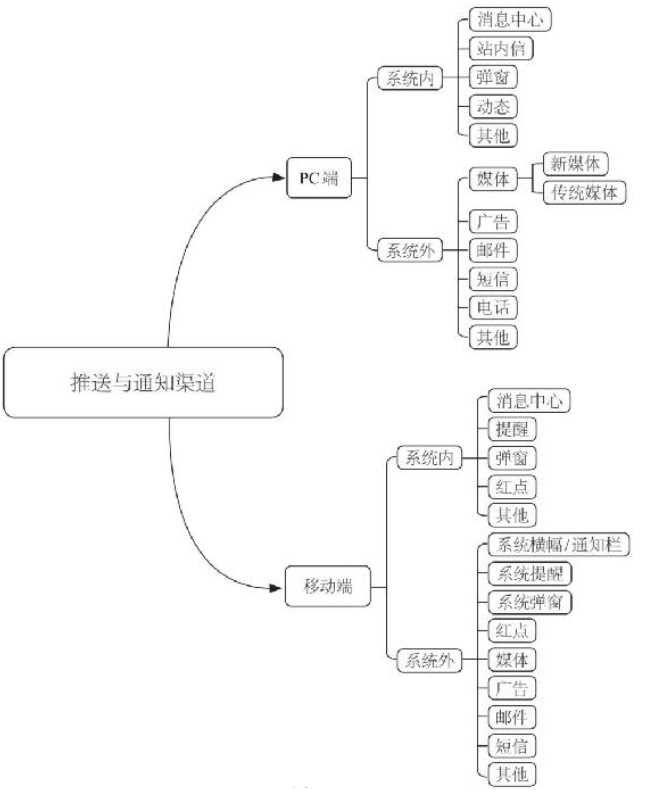 推送与通知渠道
PC端
系统内
消息中心
站内信
弹窗
动态
其他
系统外
媒体
新媒体
传统媒体
广告
邮件
短信
电话
其他
移动端
系统内
消息中心
提醒
弹窗
红点
其他
系统外
系统横幅/通知栏
系统提醒
系统弹窗
红点
媒体
广告
邮件
短信
其他